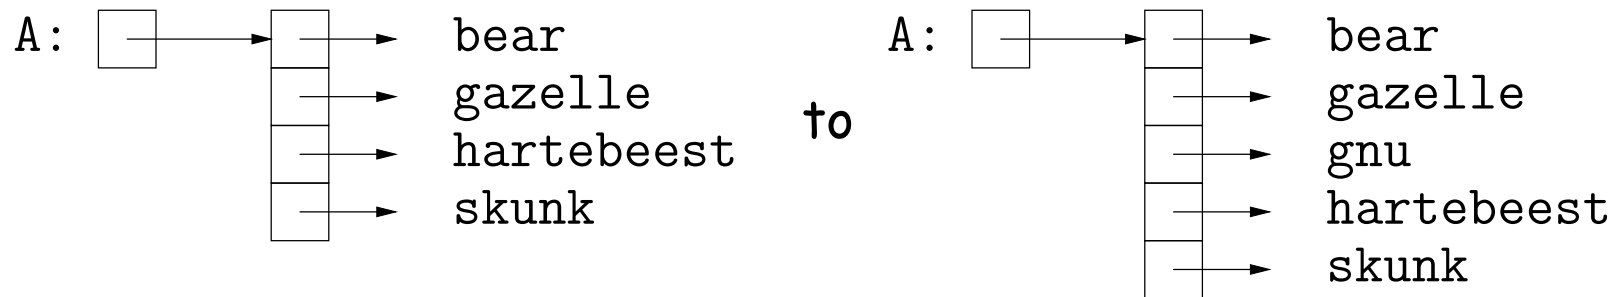 A: bear
gazelle
hartebeest
skunk
to
A: bear
gazelle
gnu
hartebeest
skunk